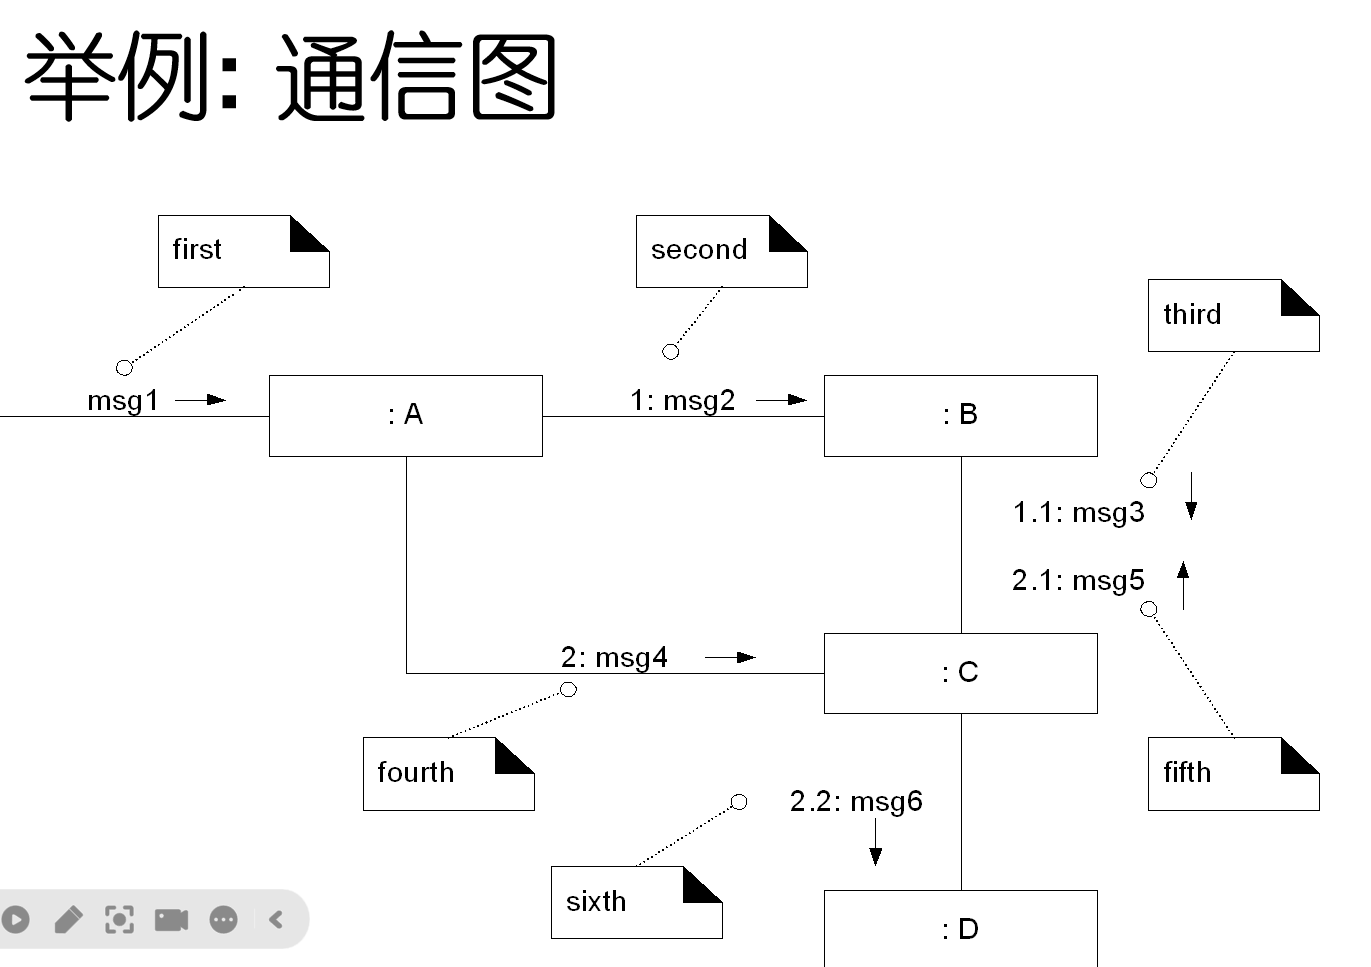 举例: 通信图
first
second
third
msg1
: A
1: msg2
: B
1.1: msg3
2.1: msg5
2: msg4
: C
fourth
fifth
2.2: msg6
sixth
: D